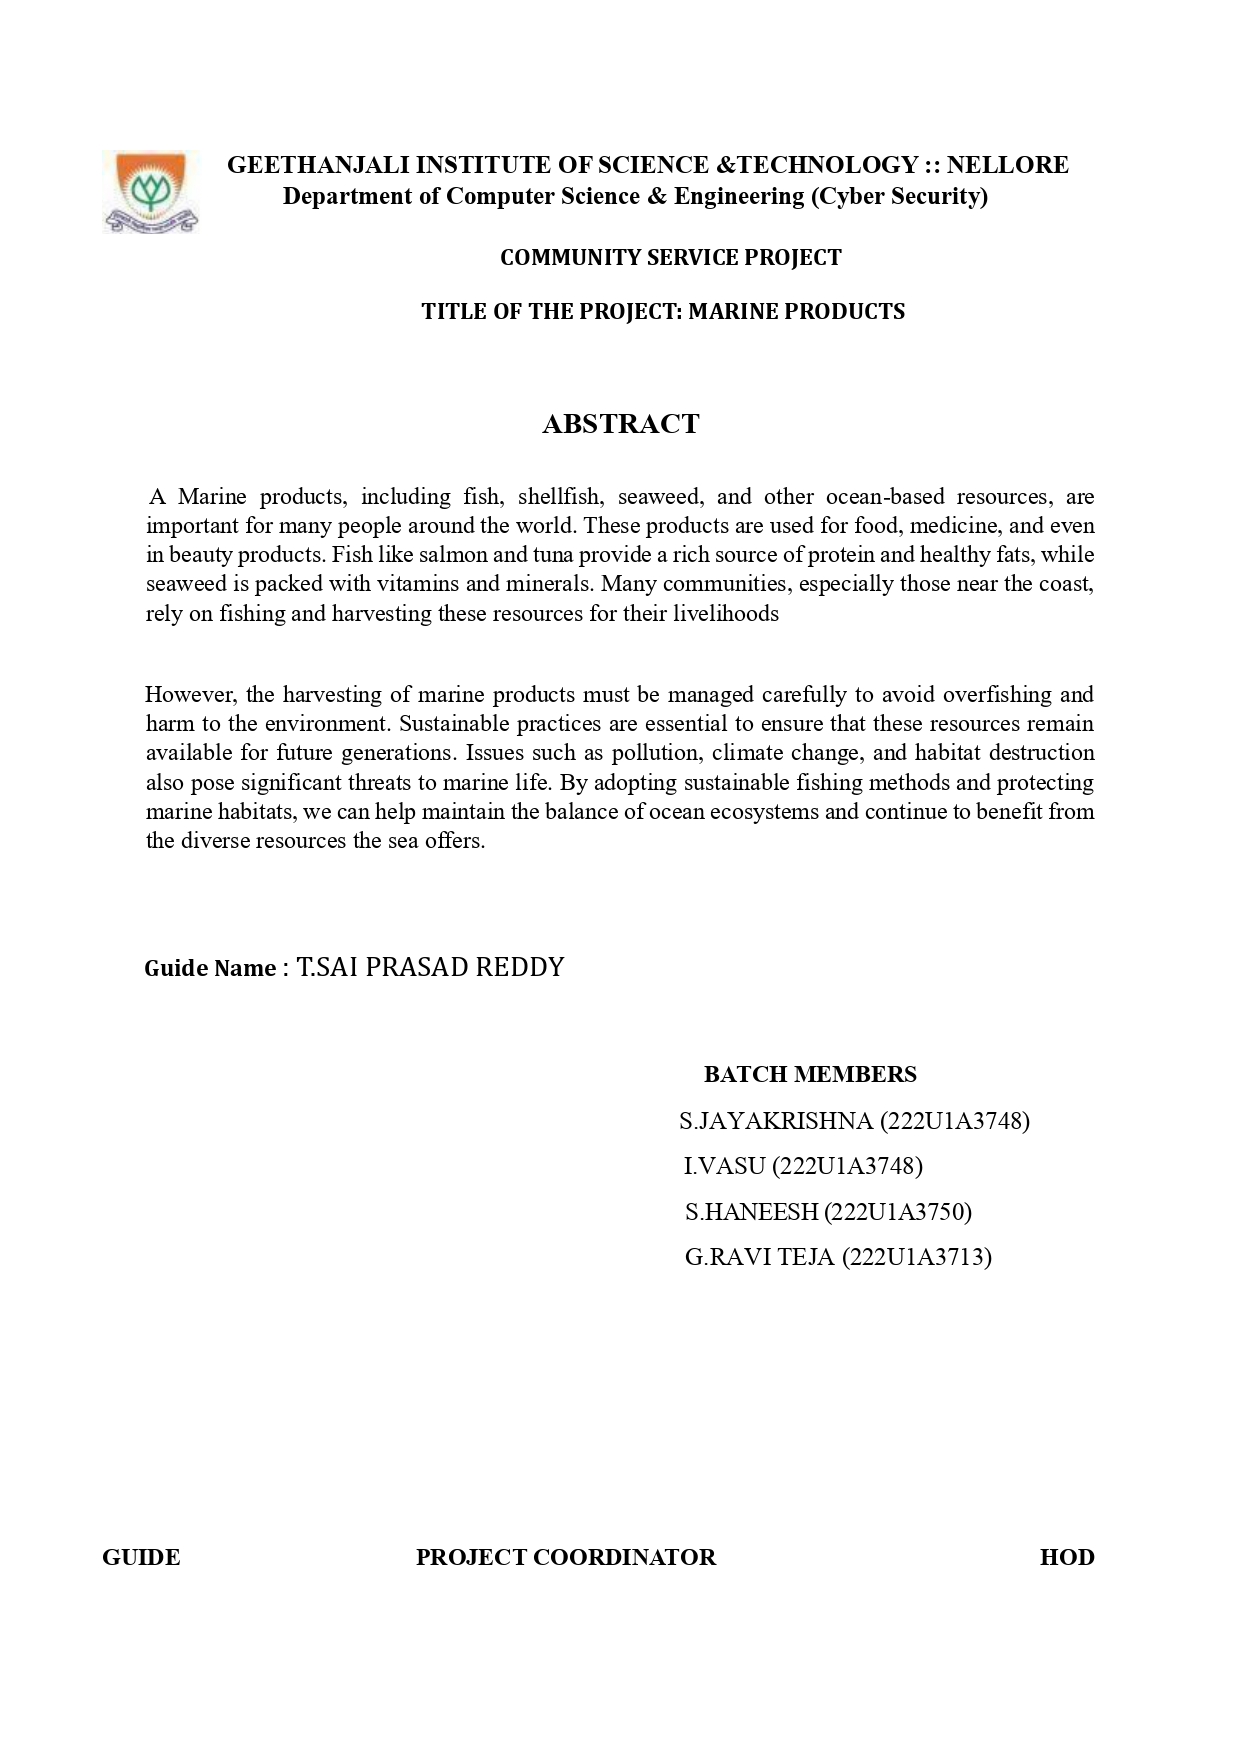 GEETHANJALI INSTITUTE OF SCIENCE &TECHNOLOGY :: NELLORE
Department of Computer Science & Engineering (Cyber Security)
COMMUNITY SERVICE PROJECT
TITLE OF THE PROJECT: MARINE PRODUCTS
ABSTRACT
A Marine products, including fish, shellfish, seaweed, and other ocean-based resources, are
important for many people around the world. These products are used for food, medicine, and even
in beauty products. Fish like salmon and tuna provide a rich source of protein and healthy fats, while
seaweed is packed with vitamins and minerals. Many communities, especially those near the coast,
rely on fishing and harvesting these resources for their livelihoods
However, the harvesting of marine products must be managed carefully to avoid overfishing and
harm to the environment. Sustainable practices are essential to ensure that these resources remain
available for future generations. Issues such as pollution, climate change, and habitat destruction
also pose significant threats to marine life. By adopting sustainable fishing methods and protecting
marine habitats, we can help maintain the balance of ocean ecosystems and continue to benefit from
the diverse resources the sea offers.
Guide Name : T.SAI PRASAD REDDY
BATCH MEMBERS
S.JAYAKRISHNA (222U1A3748)
I.VASU (222U1A3748)
S.HANEESH (222U1A3750)
G.RAVI TEJA (222U1A3713)
GUIDE PROJECT COORDINATOR HOD